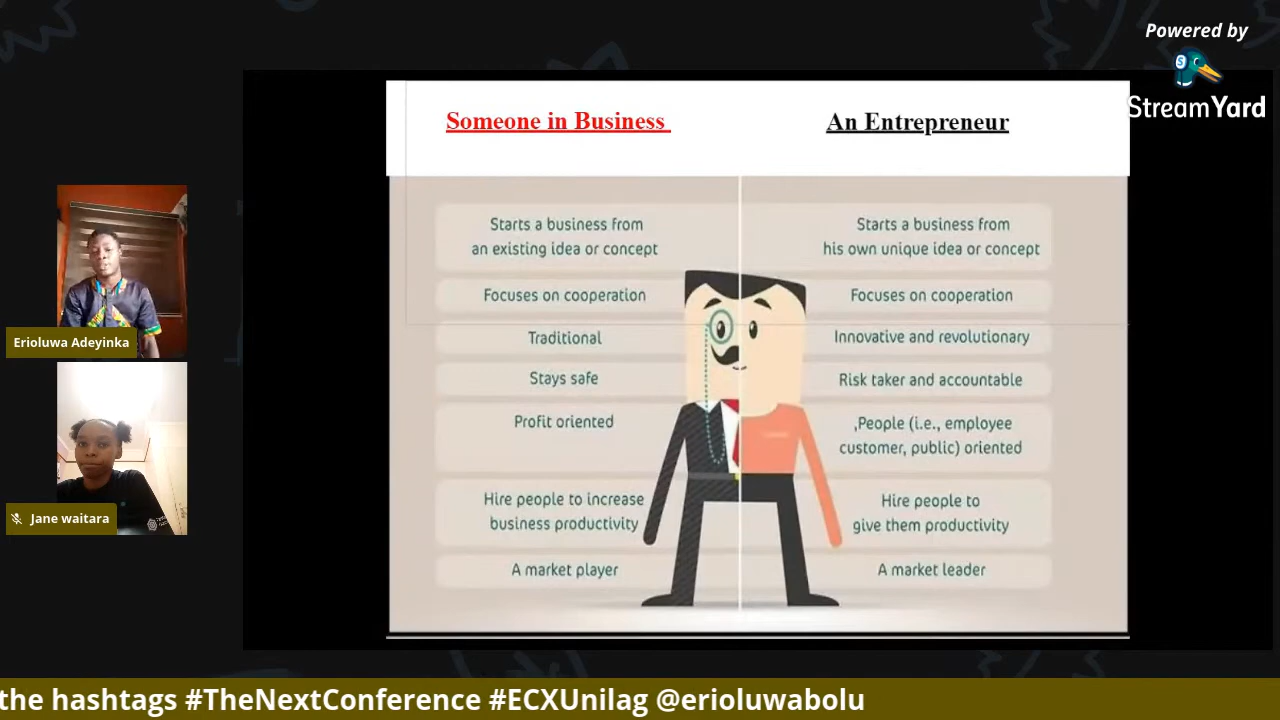 Powered by
StreamYard
Someone in Business
An Entrepreneur
Starts a business from
an existing idea or concept
Starts a business from
his own unique idea or concept
Focuses on cooperation
Focuses on cooperation
Traditional
Innovative and revolutionary
Stays safe
Risk taker and accountable
Profit oriented
,People (i.e., employee
customer, public) oriented
Hire people to increase
business productivity
Hire people to
give them productivity
A market player
A market leader
Erioluwa Adeyinka
Jane waitara
the hashtags #TheNextConference #ECXUnilag @erioluwabolu